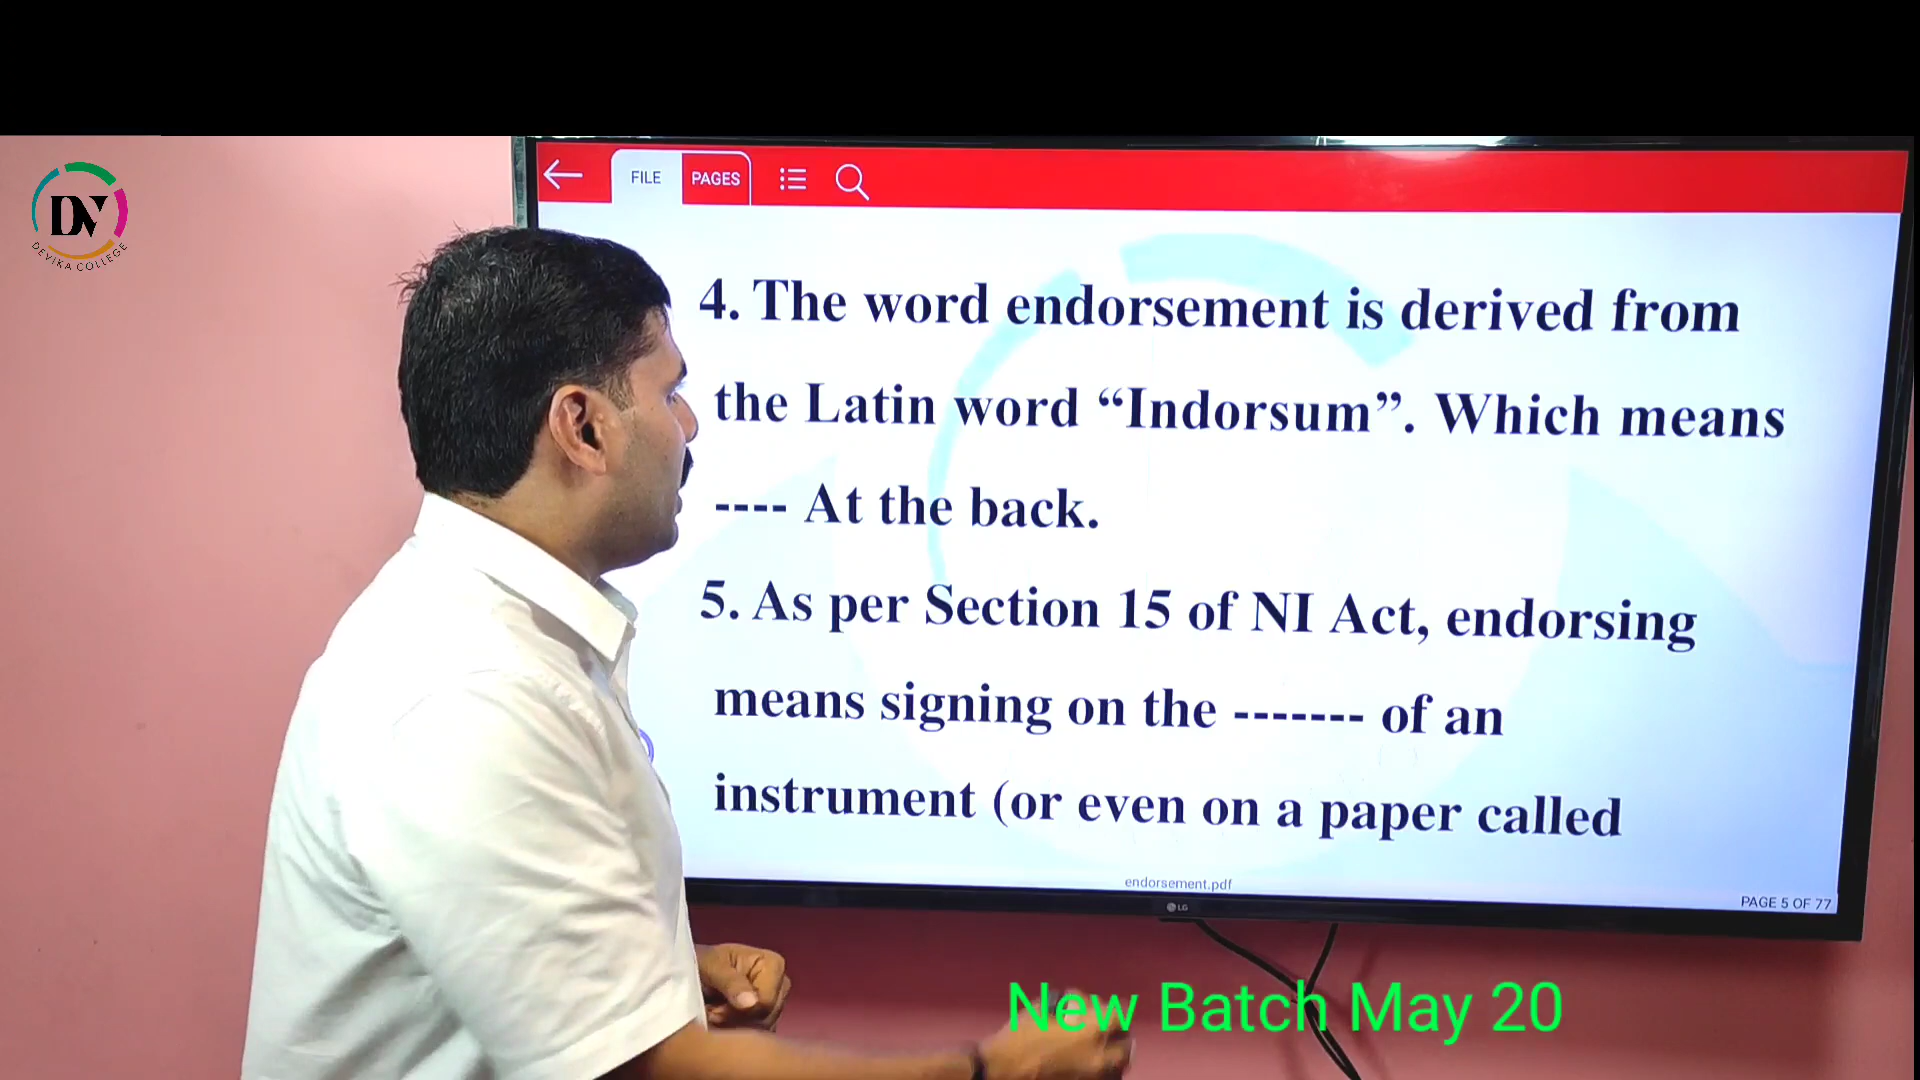 DV
DEVIKA COLLEGE
FILE
PAGES
4. The word endorsement is derived from
the Latin word “Indorsum”. Which means
---- At the back.
5. As per Section 15 of NI Act, endorsing
means signing on the ------- of an
instrument (or even on a paper called
endorsement.pdf
PAGE 5 OF 77
LG
New Batch May 20